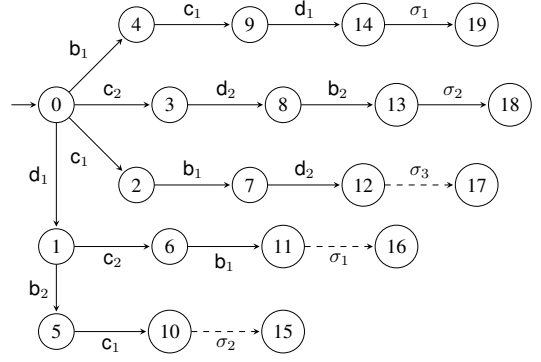 4 c₁ 9 d₁ 14 σ₁ 19
b₁
0 c₂ 3 d₂ 8 b₂ 13 σ₂ 18
c₁
d₁ 2 b₁ 7 d₂ 12 σ₃ 17
1 c₂ 6 b₁ 11 σ₁ 16
b₂
5 c₁ 10 σ₂ 15